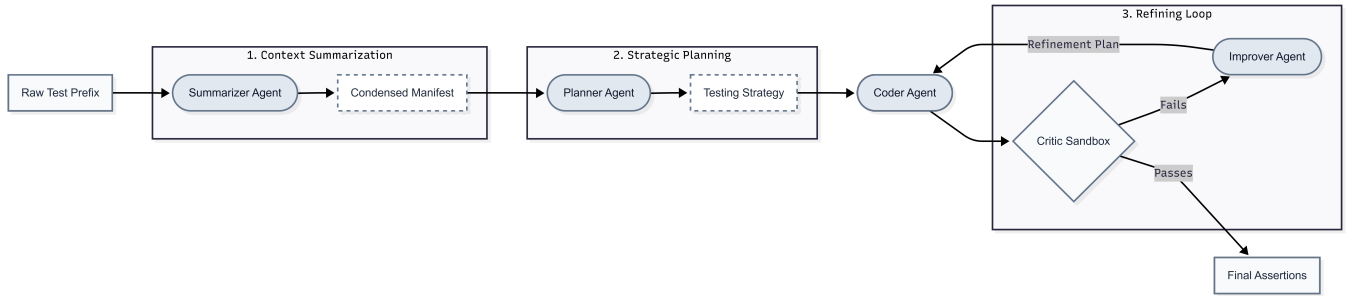 Raw Test Prefix
1. Context Summarization
Summarizer Agent
Condensed Manifest
2. Strategic Planning
Planner Agent
Testing Strategy
Coder Agent
3. Refining Loop
Refinement Plan
Improver Agent
Fails
Critic Sandbox
Passes
Final Assertions